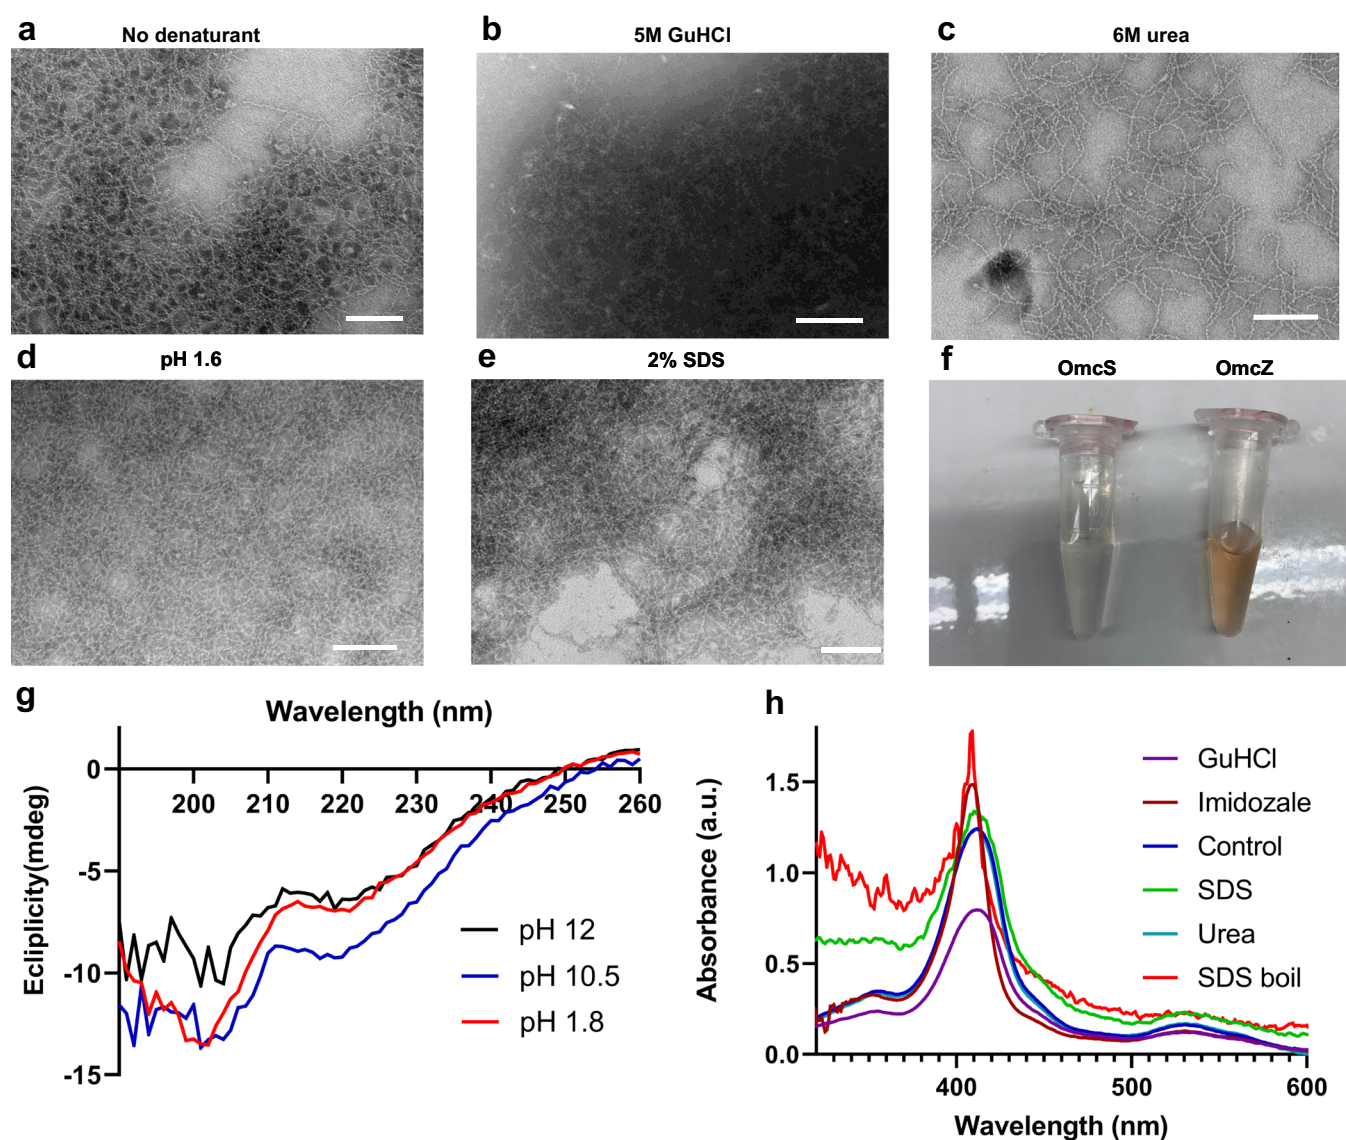 a
No denaturant
b
5M GuHCl
c
6M urea
d
pH 1.6
e
2% SDS
f
OmcS
OmcZ
g
Wavelength (nm)
0
200 210 220 230 240 250 260
-5
-10
-15
Ecliplicity(mdeg)
pH 12
pH 10.5
pH 1.8
h
Absorbance (a.u.)
1.5
1.0
0.5
0.0
400 500 600
Wavelength (nm)
GuHCl
Imidozale
Control
SDS
Urea
SDS boil